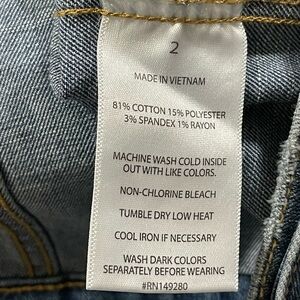 2
MADE IN VIETNAM
81% COTTON 15% POLYESTER
3% SPANDEX 1% RAYON
MACHINE WASH COLD INSIDE
OUT WITH LIKE COLORS.
NON-CHLORINE BLEACH
TUMBLE DRY LOW HEAT
COOL IRON IF NECESSARY
WASH DARK COLORS
SEPARATELY BEFORE WEARING
#RN149280